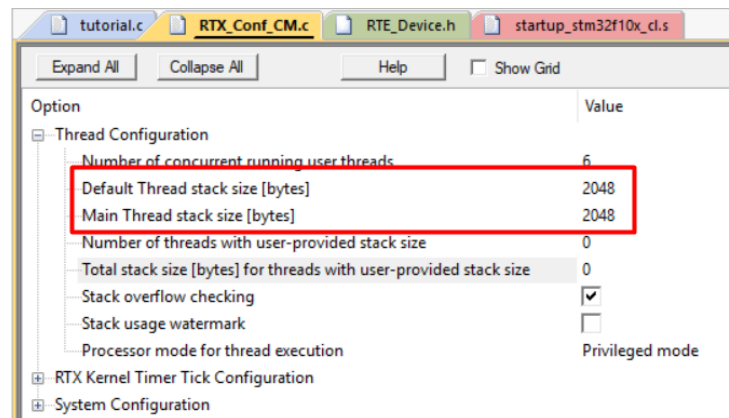 tutorial.c RTX_Conf_CM.c RTE_Device.h startup_stm32f10x_cl.s
Expand All Collapse All Help Show Grid
Option Value
Thread Configuration
Number of concurrent running user threads 6
Default Thread stack size [bytes] 2048
Main Thread stack size [bytes] 2048
Number of threads with user-provided stack size 0
Total stack size [bytes] for threads with user-provided stack size 0
Stack overflow checking
Stack usage watermark
Processor mode for thread execution Privileged mode
RTX Kernel Timer Tick Configuration
System Configuration